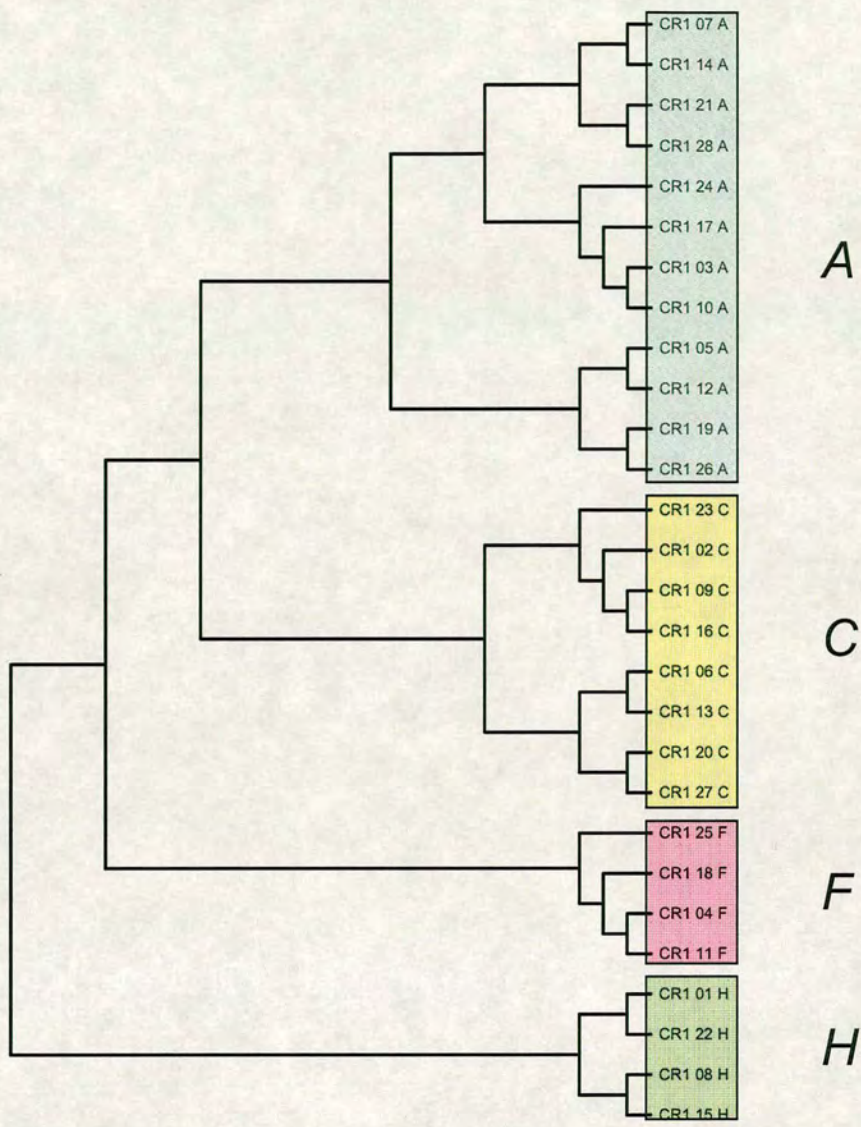 CR1 07 A
CR1 14 A
CR1 21 A
CR1 28 A
CR1 24 A
CR1 17 A
CR1 03 A
CR1 10 A
CR1 05 A
CR1 12 A
CR1 19 A
CR1 26 A
A
CR1 23 C
CR1 02 C
CR1 09 C
CR1 16 C
CR1 06 C
CR1 13 C
CR1 20 C
CR1 27 C
C
CR1 25 F
CR1 18 F
CR1 04 F
CR1 11 F
F
CR1 01 H
CR1 22 H
CR1 08 H
CR1 15 H
H